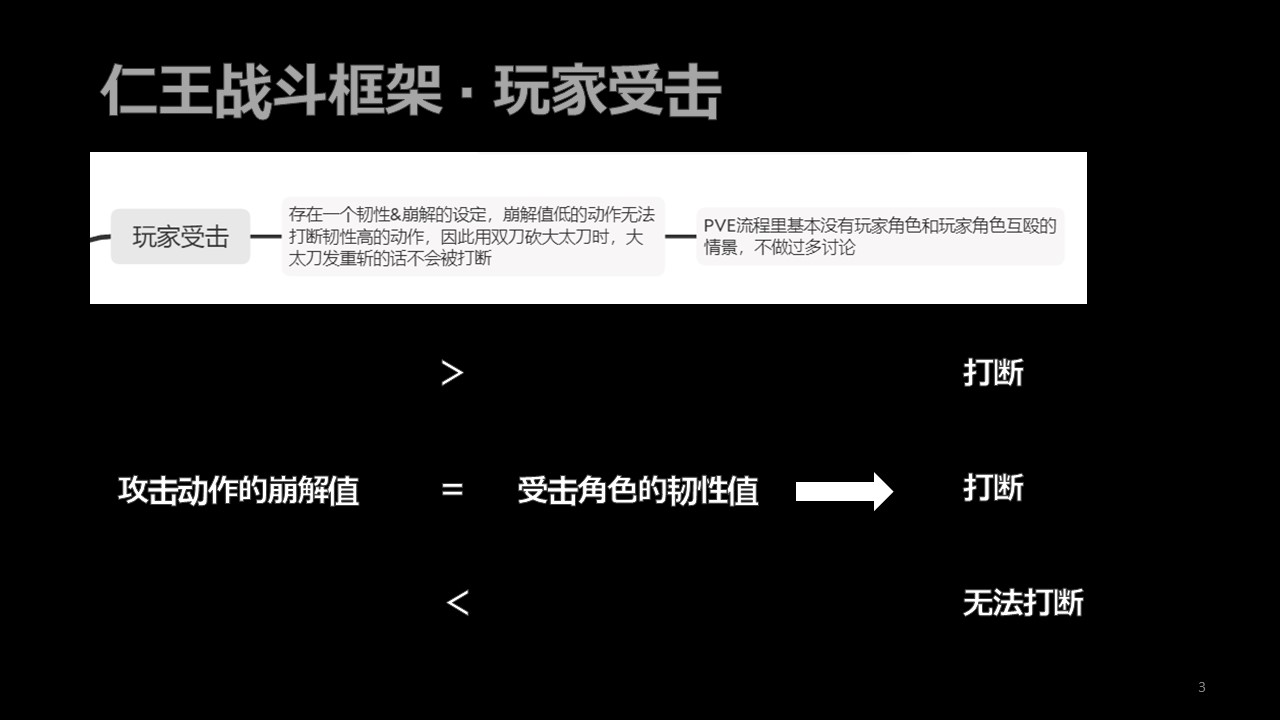 仁王战斗框架 · 玩家受击
玩家受击
存在一个韧性&崩解的设定，崩解值低的动作无法
打断韧性高的动作，因此用双刀砍大太刀时，大
太刀发重斩的话不会被打断
PVE流程里基本没有玩家角色和玩家角色互殴的
情景，不做过多讨论
> 打断
攻击动作的崩解值 = 受击角色的韧性值 打断
< 无法打断
3